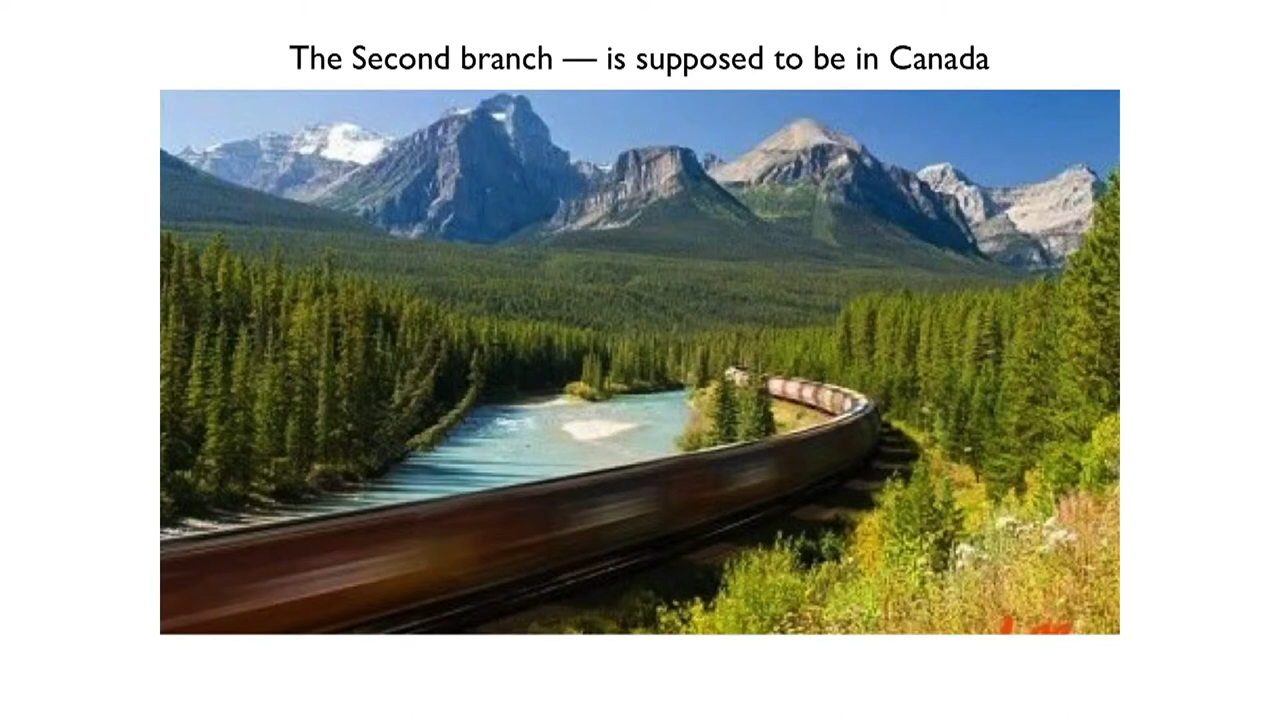 The Second branch — is supposed to be in Canada